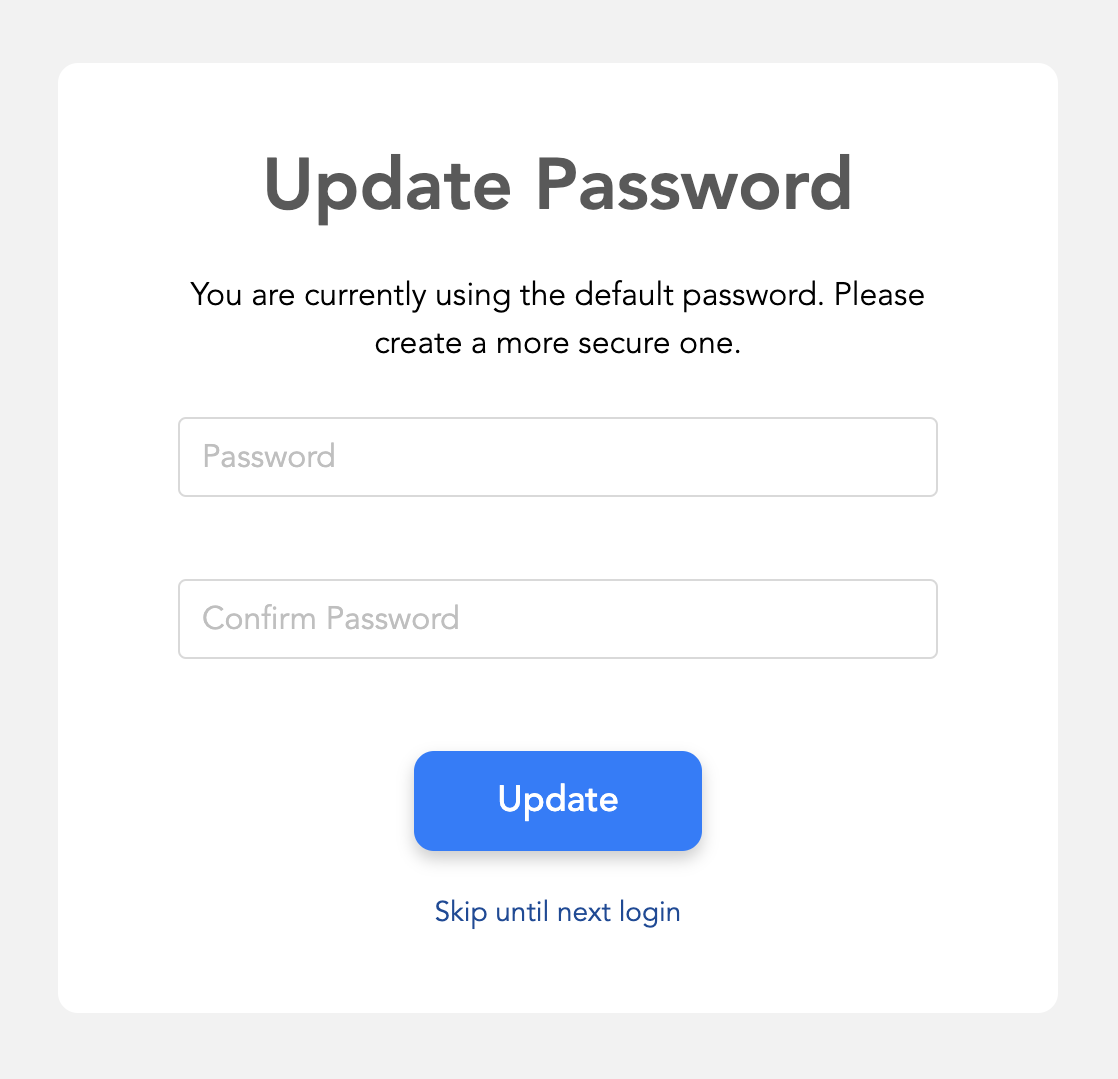 Update Password
You are currently using the default password. Please
create a more secure one.
Password
Confirm Password
Update
Skip until next login